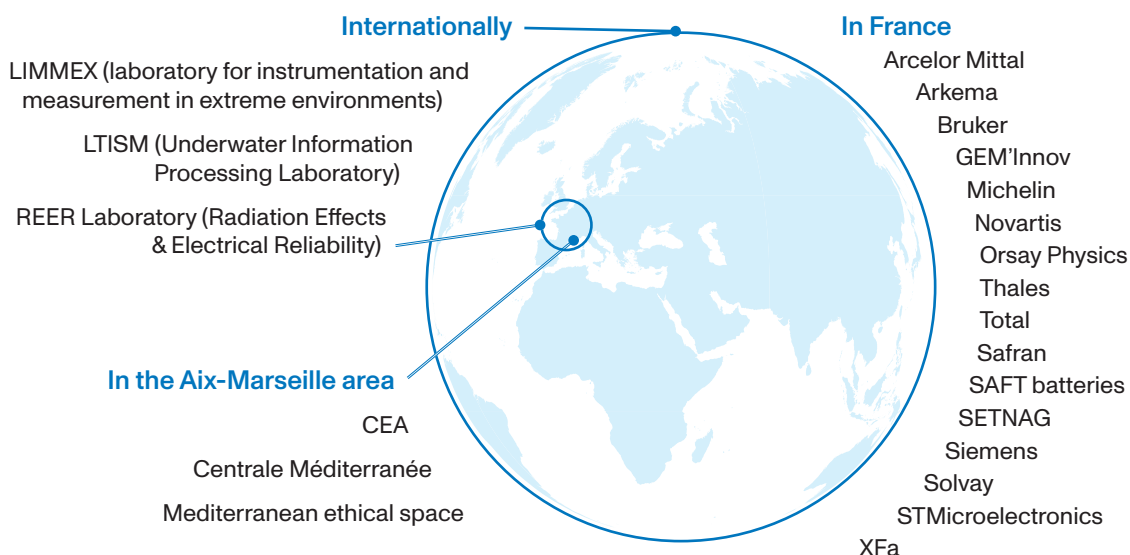 Internationally
LIMMEX (laboratory for instrumentation and
measurement in extreme environments)
LTISM (Underwater Information
Processing Laboratory)
REER Laboratory (Radiation Effects
& Electrical Reliability)
In the Aix-Marseille area
CEA
Centrale Méditerranée
Mediterranean ethical space
In France
Arcelor Mittal
Arkema
Bruker
GEM’Innov
Michelin
Novartis
Orsay Physics
Thales
Total
Safran
SAFT batteries
SETNAG
Siemens
Solvay
STMicroelectronics
XFa